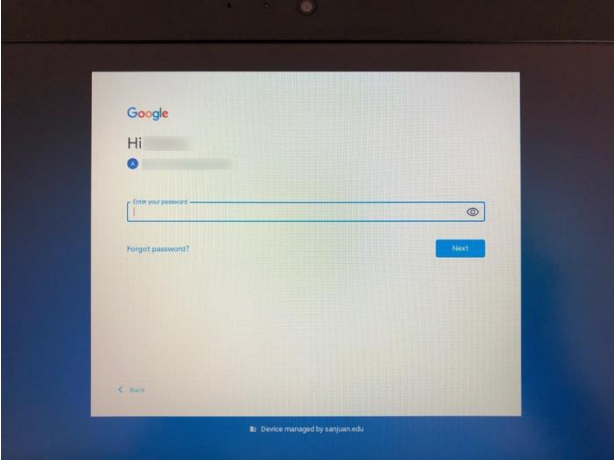 Google
Hi
A
Enter your password
Forgot password?
Next
Back
Device managed by sanjuan.edu